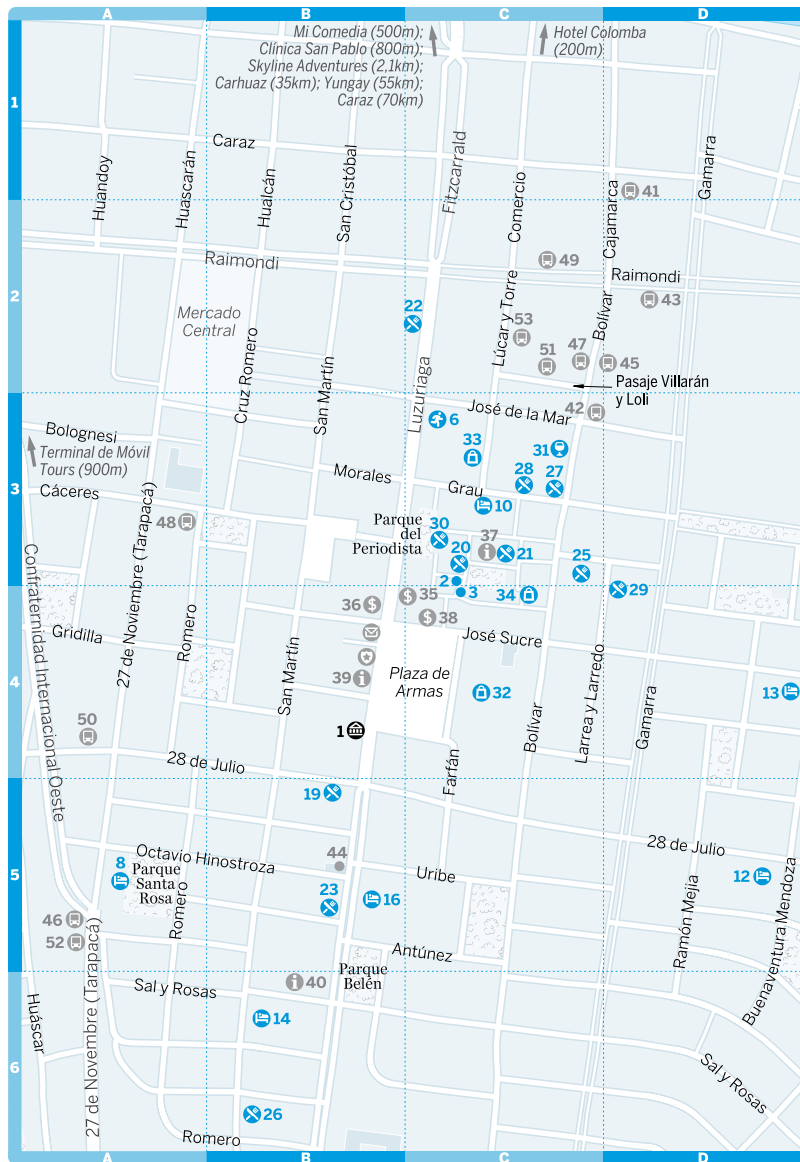 A
B
C
D
Mi Comedia (500m);
Clínica San Pablo (800m);
Skyline Adventures (2,1km);
Carhuaz (35km); Yungay (55km);
Caraz (70km)
Hotel Colomba
(200m)
1
Caraz
Huandoy
Huascarán
Hualcán
San Cristóbal
Fitzcarrald
Comercio
Cajamarca
Gamarra
41
Raimondi
49
Raimondi
2
43
Mercado
Central
22
53
Lúcar y Torre
Bolívar
51
47
45
Cruz Romero
San Martín
Luzuriaga
Pasaje Villarán
y Loli
José de la Mar
42
6
Bolognesi
Terminal de Móvil
Tours (900m)
33
31
28
27
3
Morales
Grau
Cáceres
10
48
Parque
del
Periodista
30
37
20
21
25
2
3
34
29
27 de Noviembre (Tarapacá)
Confraternidad Internacional Oeste
36
35
38
Gridilla
Romero
José Sucre
San Martín
39
Plaza de
Armas
32
13
4
1
50
Bolívar
Larrea y Larredo
Gamarra
28 de Julio
Farfán
19
28 de Julio
44
Octavio Hinostroza
Uribe
8
Parque
Santa
Rosa
12
5
16
23
Romero
46
52
Antúnez
Ramón Mejia
Buenaventura Mendoza
Parque
Belén
40
Sal y Rosas
14
Huáscar
27 de Novembre (Tarapacá)
6
Sal y Rosas
26
Romero
A
B
C
D